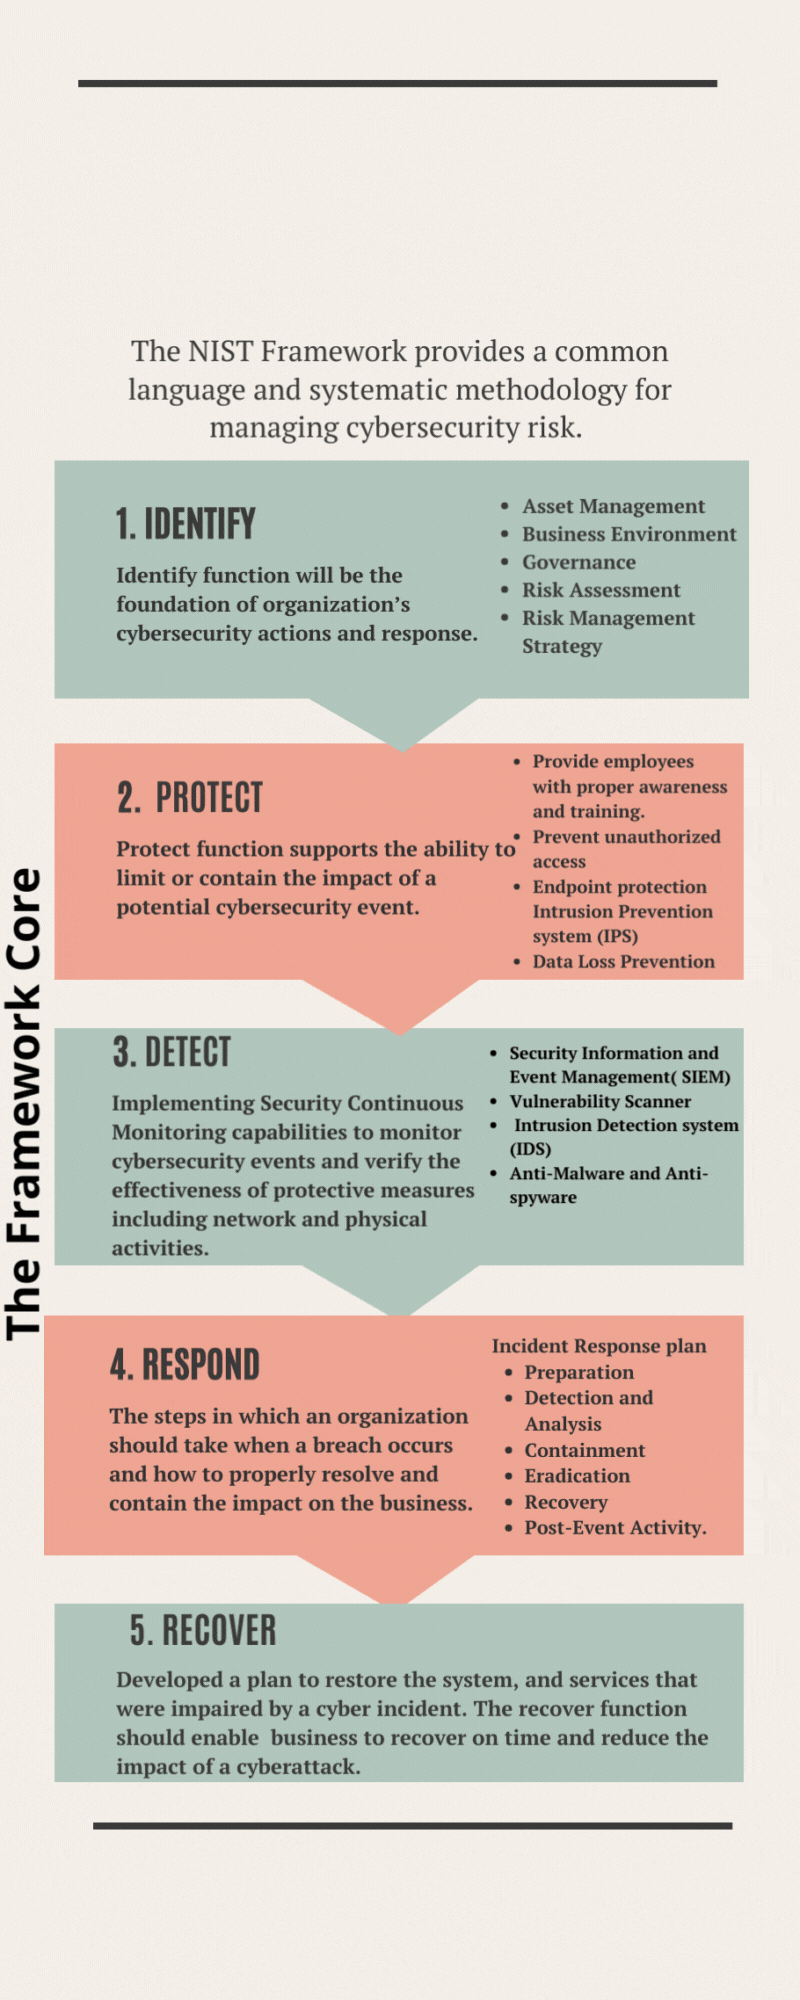 The NIST Framework provides a common
language and systematic methodology for
managing cybersecurity risk.
1. IDENTIFY
Identify function will be the
foundation of organization's
cybersecurity actions and response.
• Asset Management
• Business Environment
• Governance
• Risk Assessment
• Risk Management
Strategy
2. PROTECT
Protect function supports the ability to
limit or contain the impact of a
potential cybersecurity event.
• Provide employees
with proper awareness
and training.
• Prevent unauthorized
access
• Endpoint protection
Intrusion Prevention
system (IPS)
• Data Loss Prevention
The Framework Core
3. DETECT
Implementing Security Continuous
Monitoring capabilities to monitor
cybersecurity events and verify the
effectiveness of protective measures
including network and physical
activities.
• Security Information and
Event Management( SIEM)
• Vulnerability Scanner
• Intrusion Detection system
(IDS)
• Anti-Malware and Anti-
spyware
4. RESPOND
The steps in which an organization
should take when a breach occurs
and how to properly resolve and
contain the impact on the business.
Incident Response plan
• Preparation
• Detection and
Analysis
• Containment
• Eradication
• Recovery
• Post-Event Activity.
5. RECOVER
Developed a plan to restore the system, and services that
were impaired by a cyber incident. The recover function
should enable  business to recover on time and reduce the
impact of a cyberattack.